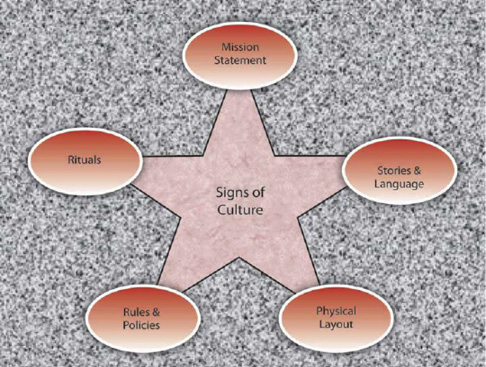 Mission
Statement
Rituals
Stories &
Language
Signs of
Culture
Rules &
Policies
Physical
Layout